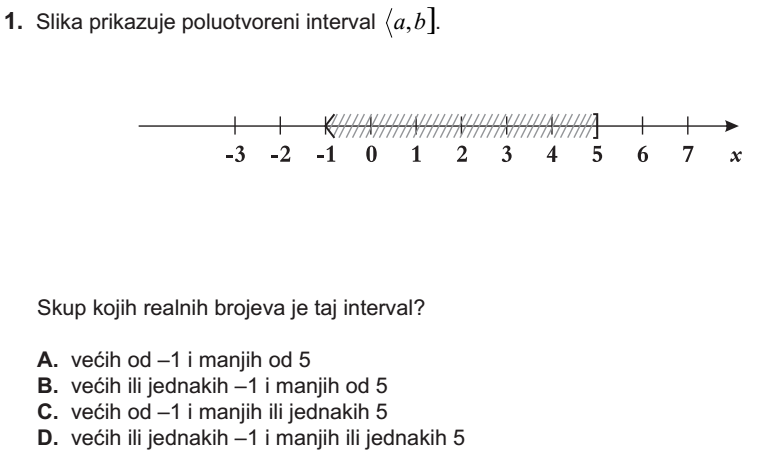 1. Slika prikazuje poluotvoreni interval ⟨a,b].
-3 -2 -1 0 1 2 3 4 5 6 7 x
Skup kojih realnih brojeva je taj interval?
A. većih od –1 i manjih od 5
B. većih ili jednakih –1 i manjih od 5
C. većih od –1 i manjih ili jednakih 5
D. većih ili jednakih –1 i manjih ili jednakih 5